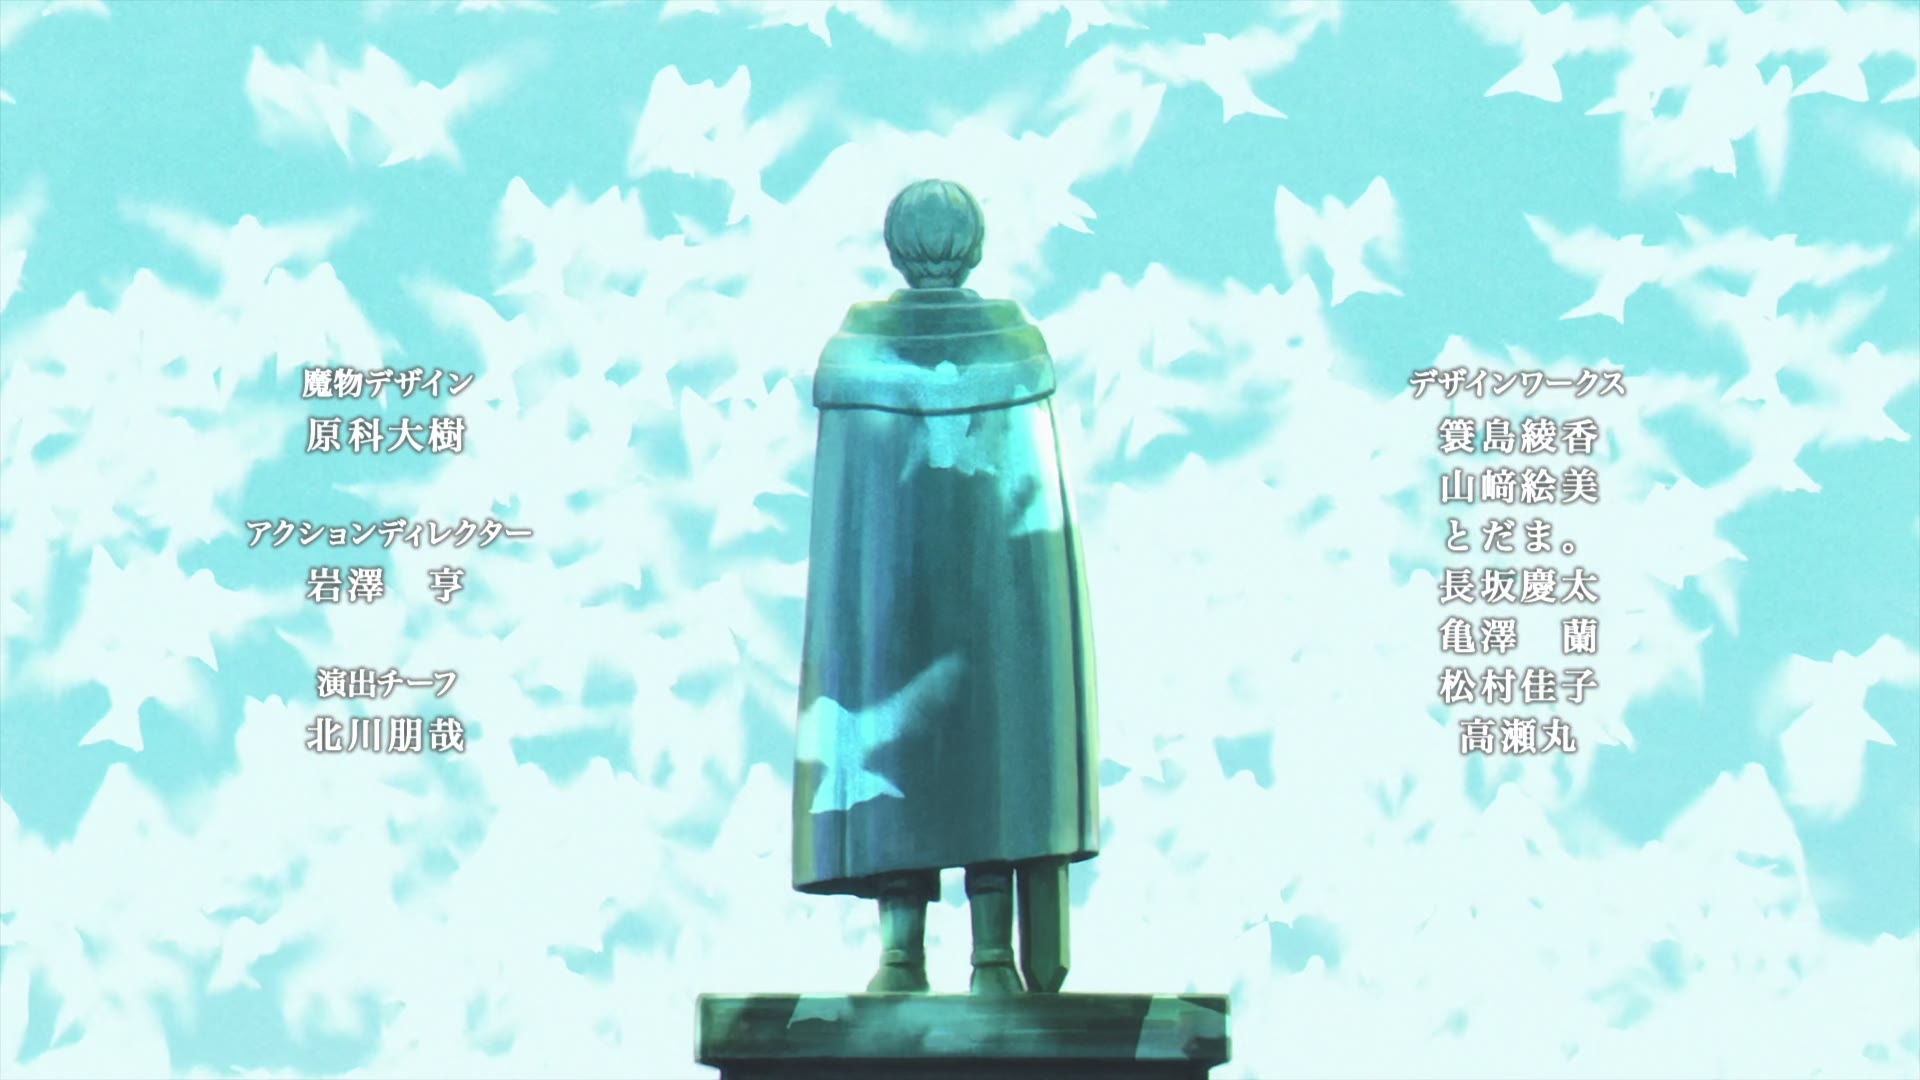 魔物デザイン
原科大樹
アクションディレクター
岩澤　亨
演出チーフ
北川朋哉
デザインワークス
簑島綾香
山﨑絵美
とだま。
長坂慶太
亀澤　蘭
松村佳子
高瀬丸